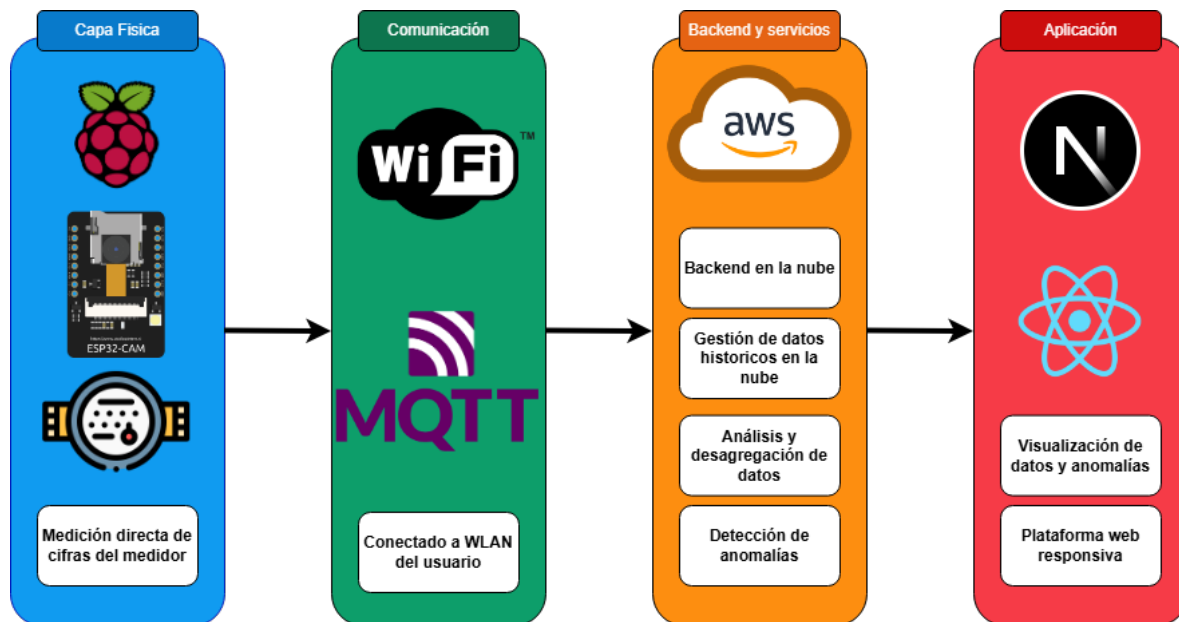 Capa Fisica
ESP32-CAM
Medición directa de
cifras del medidor
Comunicación
WiFi
TM
MQTT
Conectado a WLAN
del usuario
Backend y servicios
aws
Backend en la nube
Gestión de datos
historicos en la
nube
Análisis y
desagregación de
datos
Detección de
anomalías
Aplicación
N
Visualización de
datos y anomalías
Plataforma web
responsiva